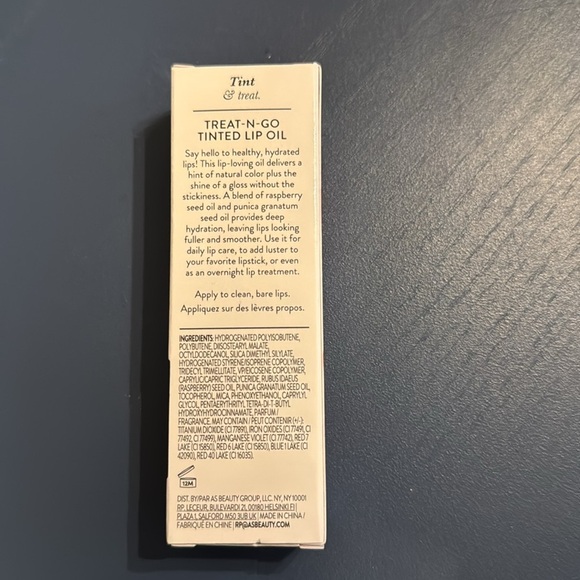 Tint
& treat.
TREAT-N-GO
TINTED LIP OIL
Say hello to healthy, hydrated
lips! This lip-loving oil delivers a
hint of natural color plus the
shine of a gloss without the
stickiness. A blend of raspberry
seed oil and punica granatum
seed oil provides deep
hydration, leaving lips looking
fuller and smoother. Use it for
daily lip care, to add luster to
your favorite lipstick, or even
as an overnight lip treatment.
Apply to clean, bare lips.
Appliquez sur des lèvres propres.
INGREDIENTS: HYDROGENATED POLYISOBUTENE,
POLYBUTENE, DIISOSTEARYL MALATE,
OCTYLDODECANOL, SILICA DIMETHYL SILYLATE,
HYDROGENATED STYRENE/ISOPRENE COPOLYMER,
TRIDECYL TRIMELLITATE, VP/EICOSENE COPOLYMER,
CAPRYLIC/CAPRIC TRIGLYCERIDE, RUBUS IDAEUS
(RASPBERRY) SEED OIL, PUNICA GRANATUM SEED OIL,
TOCOPHEROL, MICA, PHENOXYETHANOL, CAPRYLYL
GLYCOL, PENTAERYTHRITYL TETRA-DI-T-BUTYL
HYDROXYHYDROCINNAMATE, PARFUM /
FRAGRANCE. MAY CONTAIN / PEUT CONTENIR (+/-):
TITANIUM DIOXIDE (CI 77891), IRON OXIDES (CI 77491, CI
77492, CI 77499), MANGANESE VIOLET (CI 77742), RED 7
LAKE (CI 15850), RED 6 LAKE (CI 15850), BLUE 1 LAKE (CI
42090), RED 40 LAKE (CI 16035).
12M
DIST. BY/PAR AS BEAUTY GROUP, LLC. NY, NY 10001
RP, LECEUR, BULEVARDI 21, 00180 HELSINKI FI |
PLAZA 1, SALFORD M50 3UB UK | MADE IN CHINA /
FABRIQUÉ EN CHINE | RP@ASBEAUTY.COM